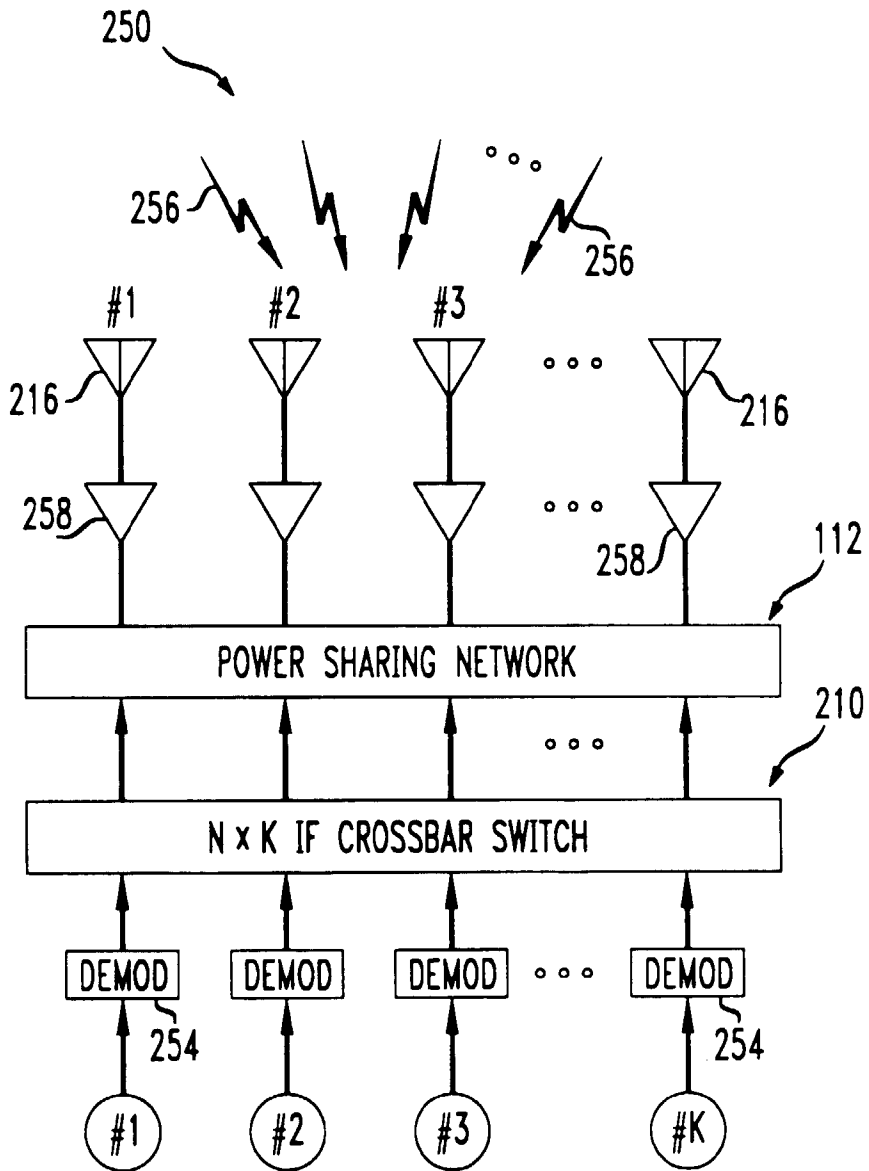 250
256
256
#1 #2 #3
216
216
258
258
112
POWER SHARING NETWORK
210
N × K IF CROSSBAR SWITCH
DEMOD DEMOD DEMOD DEMOD
254
254
#1 #2 #3 #K